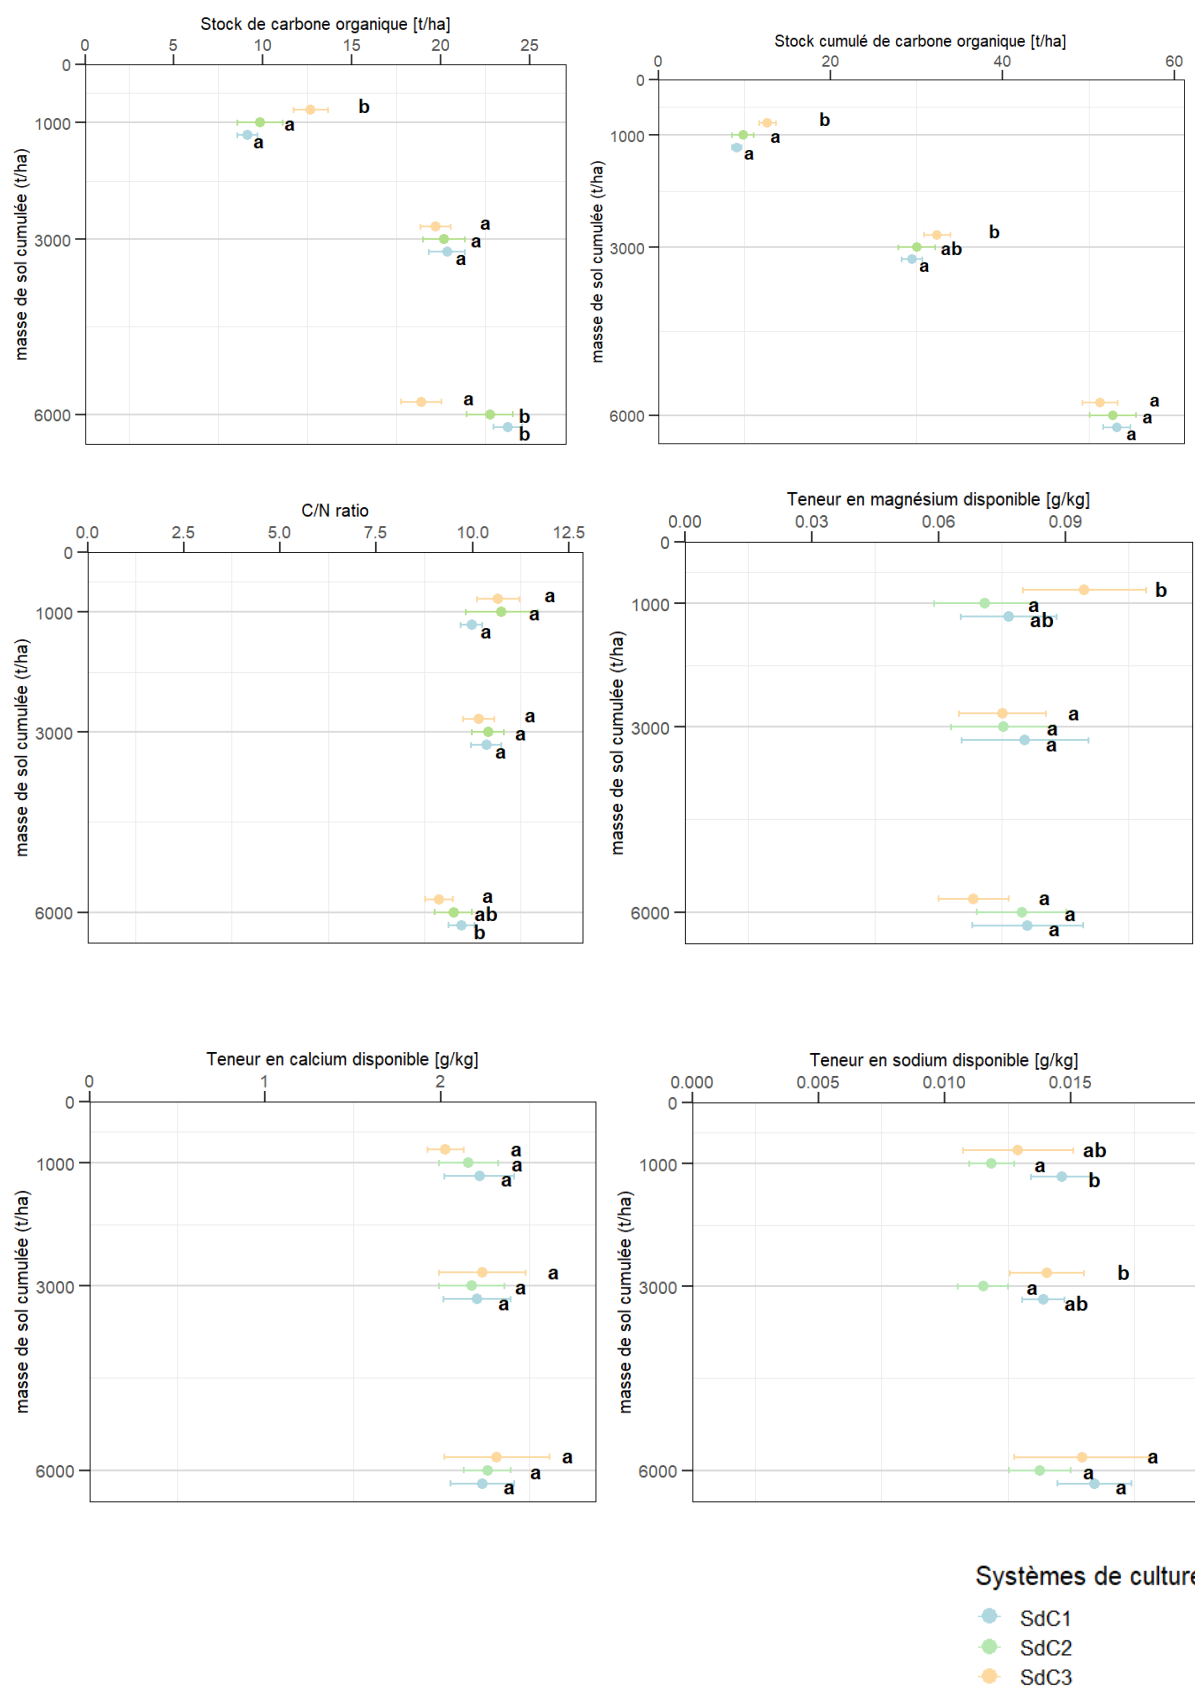 Stock de carbone organique [t/ha]
0 5 10 15 20 25
masse de sol cumulée (t/ha)
0
b
1000
a
a
a
3000
a
a
a
6000
b
b
Stock cumulé de carbone organique [t/ha]
0 20 40 60
masse de sol cumulée (t/ha)
0
b
1000
a
a
b
3000
ab
a
a
6000
a
a
C/N ratio
0.0 2.5 5.0 7.5 10.0 12.5
masse de sol cumulée (t/ha)
0
a
1000
a
a
a
3000
a
a
a
6000
ab
b
Teneur en magnésium disponible [g/kg]
0.00 0.03 0.06 0.09
masse de sol cumulée (t/ha)
0
b
1000
a
ab
a
3000
a
a
a
6000
a
a
Teneur en calcium disponible [g/kg]
0 1 2
masse de sol cumulée (t/ha)
0
a
1000
a
a
a
3000
a
a
a
6000
a
a
Teneur en sodium disponible [g/kg]
0.000 0.005 0.010 0.015
masse de sol cumulée (t/ha)
0
ab
1000
a
b
b
3000
a
ab
a
6000
a
a
Systèmes de culture
SdC1
SdC2
SdC3